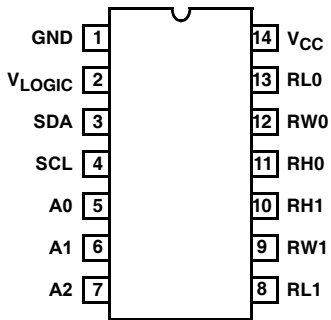 GND 1 14 VCC
VLOGIC 2 13 RL0
SDA 3 12 RW0
SCL 4 11 RH0
A0 5 10 RH1
A1 6 9 RW1
A2 7 8 RL1